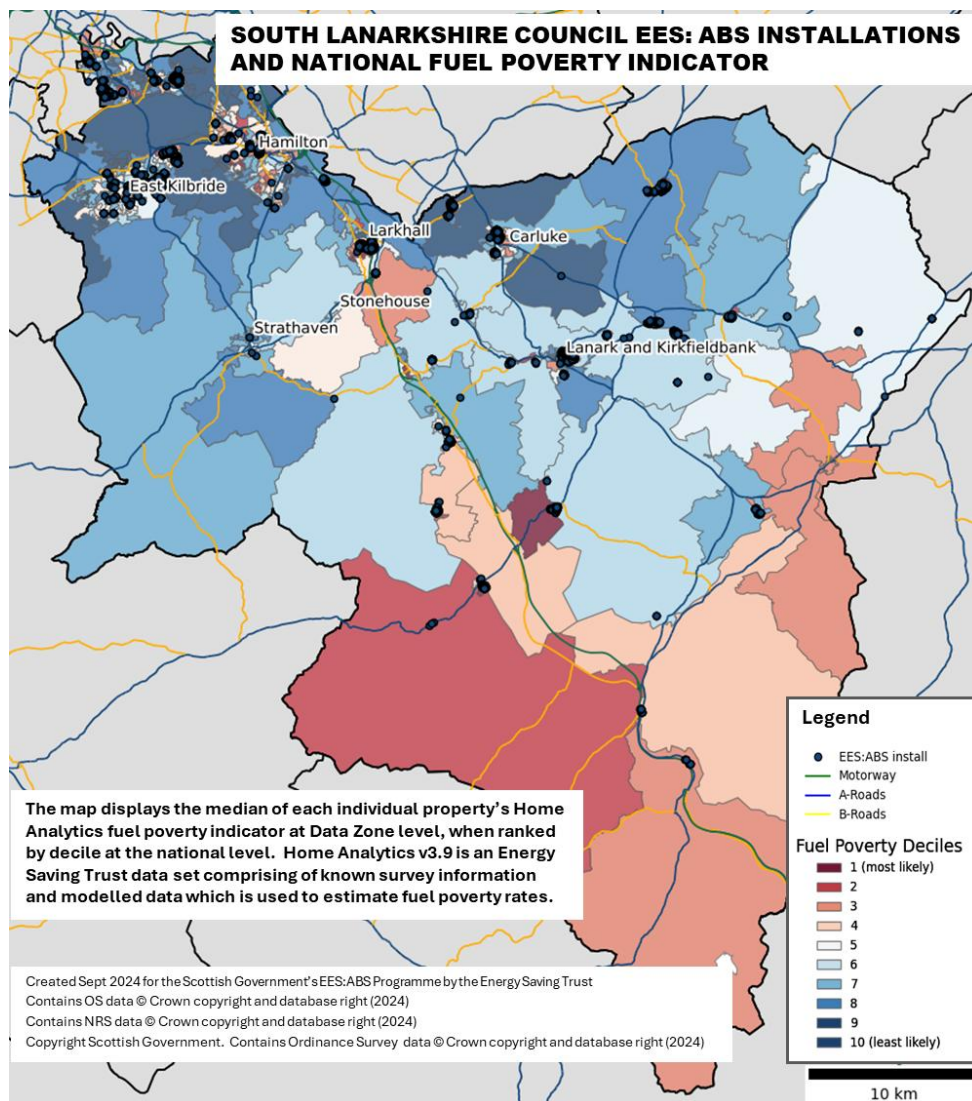 SOUTH LANARKSHIRE COUNCIL EES: ABS INSTALLATIONS
AND NATIONAL FUEL POVERTY INDICATOR
Hamilton
East Kilbride
Larkhall
Carluke
Stonehouse
Strathaven
Lanark and Kirkfieldbank
Legend
EES:ABS install
Motorway
A-Roads
B-Roads
Fuel Poverty Deciles
1 (most likely)
2
3
4
5
6
7
8
9
10 (least likely)
10 km
The map displays the median of each individual property's Home
Analytics fuel poverty indicator at Data Zone level, when ranked
by decile at the national level. Home Analytics v3.9 is an Energy
Saving Trust data set comprising of known survey information
and modelled data which is used to estimate fuel poverty rates.
Created Sept 2024 for the Scottish Government's EES:ABS Programme by the Energy Saving Trust
Contains OS data © Crown copyright and database right (2024)
Contains NRS data © Crown copyright and database right (2024)
Copyright Scottish Government. Contains Ordinance Survey data © Crown copyright and database right (2024)